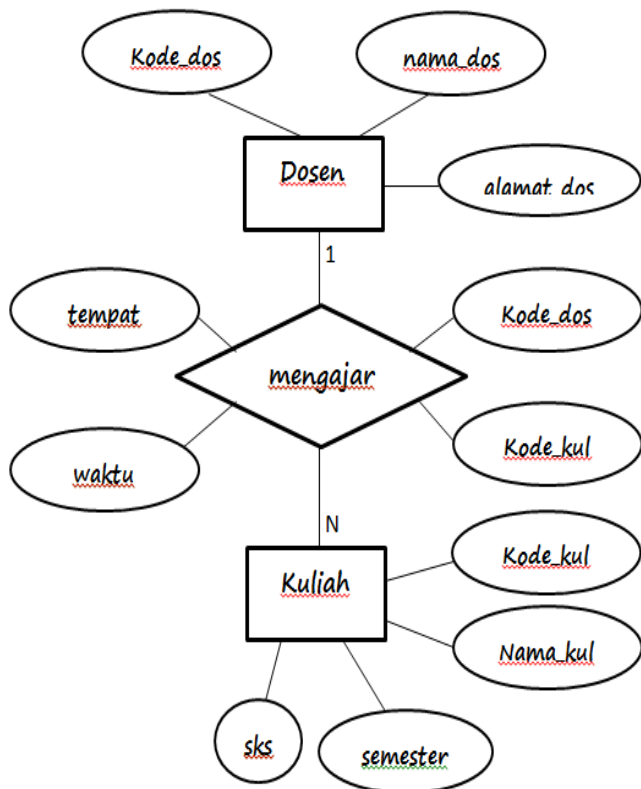 Kode_dos
nama_dos
Dosen
alamat_dos
1
tempat
Kode_dos
mengajar
Kode_kul
waktu
N
Kode_kul
Kuliah
Nama_kul
sks
semester